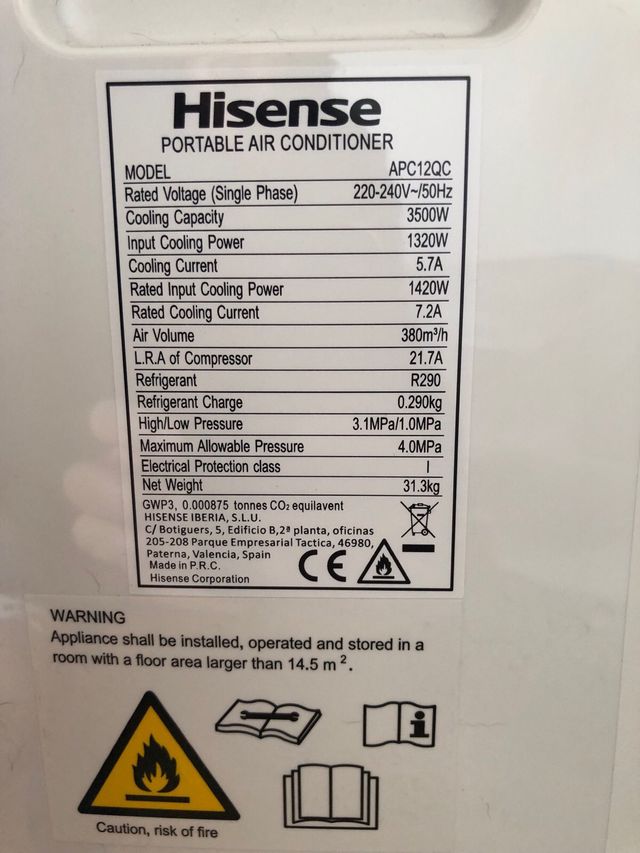 Hisense
PORTABLE AIR CONDITIONER
MODEL APC12QC
Rated Voltage (Single Phase) 220-240V~/50Hz
Cooling Capacity 3500W
Input Cooling Power 1320W
Cooling Current 5.7A
Rated Input Cooling Power 1420W
Rated Cooling Current 7.2A
Air Volume 380m³/h
L.R.A of Compressor 21.7A
Refrigerant R290
Refrigerant Charge 0.290kg
High/Low Pressure 3.1MPa/1.0MPa
Maximum Allowable Pressure 4.0MPa
Electrical Protection class I
Net Weight 31.3kg
GWP3, 0.000875 tonnes CO₂ equilavent
HISENSE IBERIA, S.L.U.
C/ Botiguers, 5, Edificio B,2ª planta, oficinas
205-208 Parque Empresarial Tactica, 46980,
Paterna, Valencia, Spain
Made in P.R.C.
Hisense Corporation
CE
WARNING
Appliance shall be installed, operated and stored in a
room with a floor area larger than 14.5 m².
Caution, risk of fire